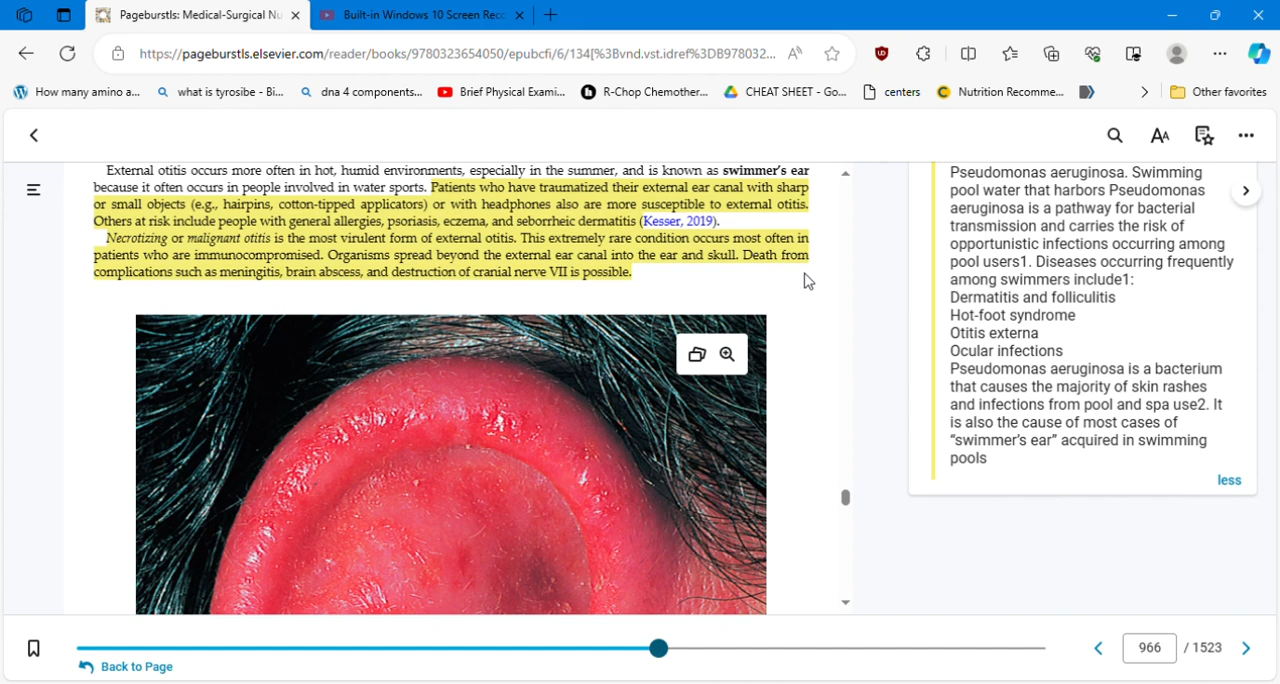 Pageburstls: Medical-Surgical Nu
Built-in Windows 10 Screen Reco
https://pageburstls.elsevier.com/reader/books/9780323654050/epubcfi/6/134[%3Bvnd.vst.idref%3DB978032...
How many amino a...
what is tyrosibe - Bi...
dna 4 components...
Brief Physical Exami...
R-Chop Chemother...
CHEAT SHEET - Go...
centers
Nutrition Recomme...
Other favorites
External otitis occurs more often in hot, humid environments, especially in the summer, and is known as swimmer's ear
because it often occurs in people involved in water sports. Patients who have traumatized their external ear canal with sharp
or small objects (e.g., hairpins, cotton-tipped applicators) or with headphones also are more susceptible to external otitis.
Others at risk include people with general allergies, psoriasis, eczema, and seborrheic dermatitis (Kesser, 2019).
Necrotizing or malignant otitis is the most virulent form of external otitis. This extremely rare condition occurs most often in
patients who are immunocompromised. Organisms spread beyond the external ear canal into the ear and skull. Death from
complications such as meningitis, brain abscess, and destruction of cranial nerve VII is possible.
Pseudomonas aeruginosa. Swimming
pool water that harbors Pseudomonas
aeruginosa is a pathway for bacterial
transmission and carries the risk of
opportunistic infections occurring among
pool users1. Diseases occurring frequently
among swimmers include1:
Dermatitis and folliculitis
Hot-foot syndrome
Otitis externa
Ocular infections
Pseudomonas aeruginosa is a bacterium
that causes the majority of skin rashes
and infections from pool and spa use2. It
is also the cause of most cases of
“swimmer’s ear” acquired in swimming
pools
less
966 / 1523
Back to Page